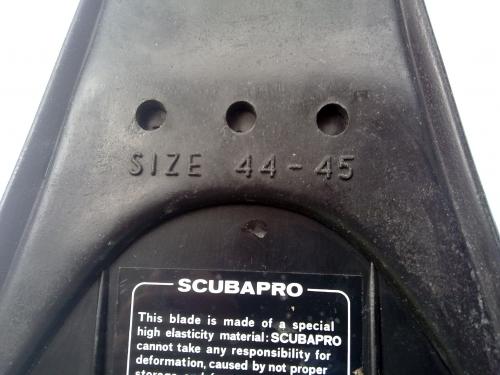 SIZE 44-45
SCUBAPRO
This blade is made of a special
high elasticity material: SCUBAPRO
cannot take any responsibility for
deformation, caused by not proper